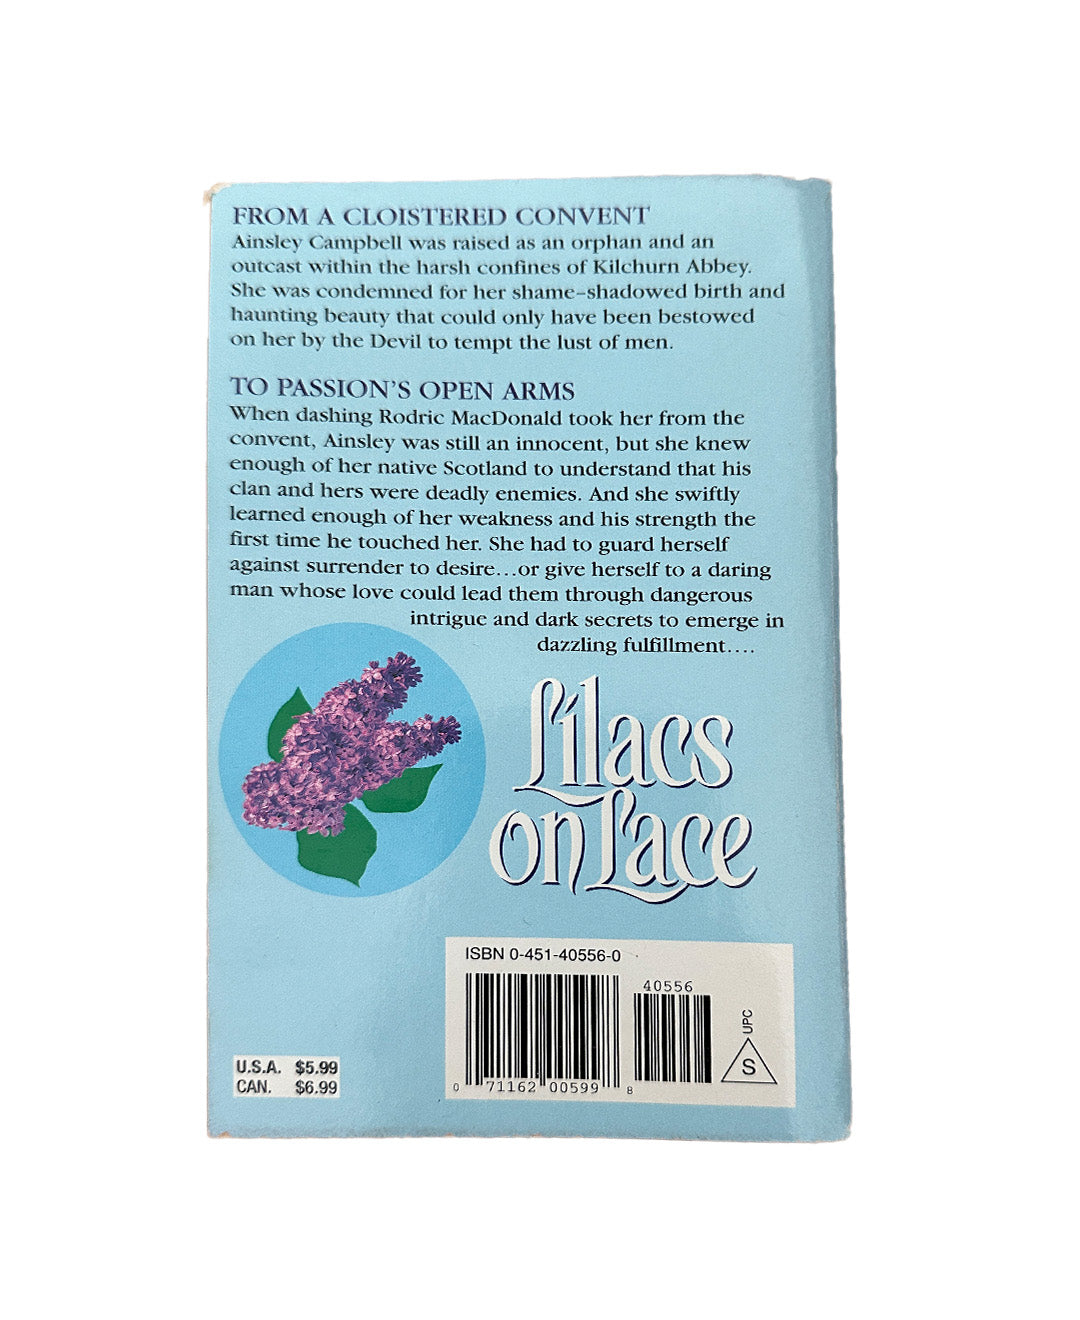 FROM A CLOISTERED CONVENT
Ainsley Campbell was raised as an orphan and an
outcast within the harsh confines of Kilchurn Abbey.
She was condemned for her shame-shadowed birth and
haunting beauty that could only have been bestowed
on her by the Devil to tempt the lust of men.
TO PASSION'S OPEN ARMS
When dashing Rodric MacDonald took her from the
convent, Ainsley was still an innocent, but she knew
enough of her native Scotland to understand that his
clan and hers were deadly enemies. And she swiftly
learned enough of her weakness and his strength the
first time he touched her. She had to guard herself
against surrender to desire...or give herself to a daring
man whose love could lead them through dangerous
intrigue and dark secrets to emerge in
dazzling fulfillment....
Lilacs
on Lace
ISBN 0-451-40556-0
40556
0 71162 00599 8
UPC
S
U.S.A. $5.99
CAN. $6.99